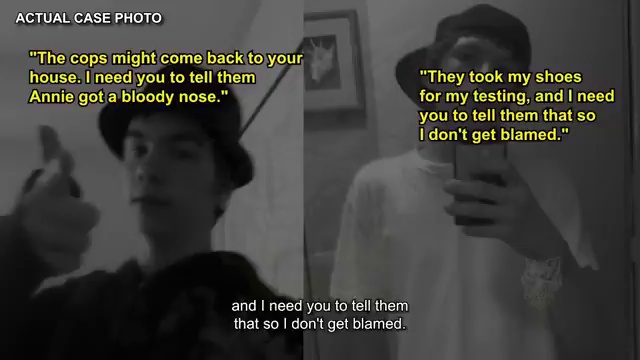 ACTUAL CASE PHOTO
"The cops might come back to your
house. I need you to tell them
Annie got a bloody nose."
"They took my shoes
for my testing, and I need
you to tell them that so
I don't get blamed."
and I need you to tell them
that so I don't get blamed.